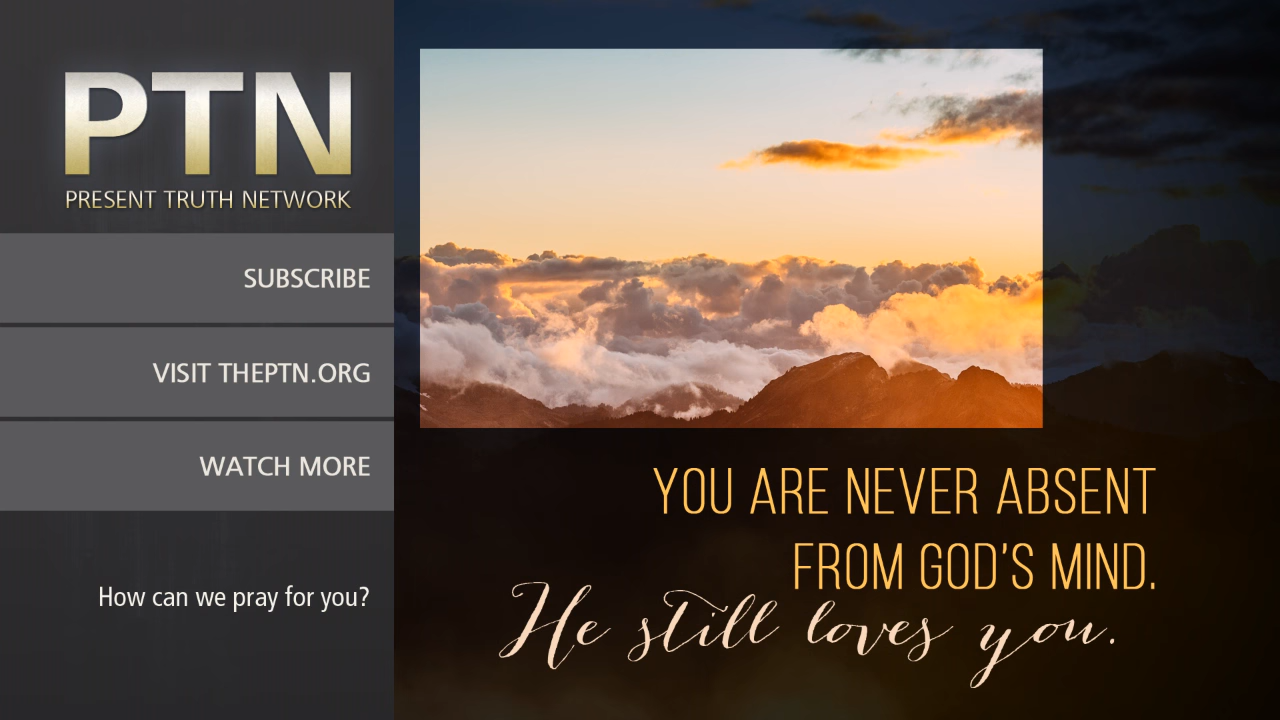 PTN
PRESENT TRUTH NETWORK
SUBSCRIBE
VISIT THEPTN.ORG
WATCH MORE
How can we pray for you?
YOU ARE NEVER ABSENT
FROM GOD'S MIND.
He still loves you.